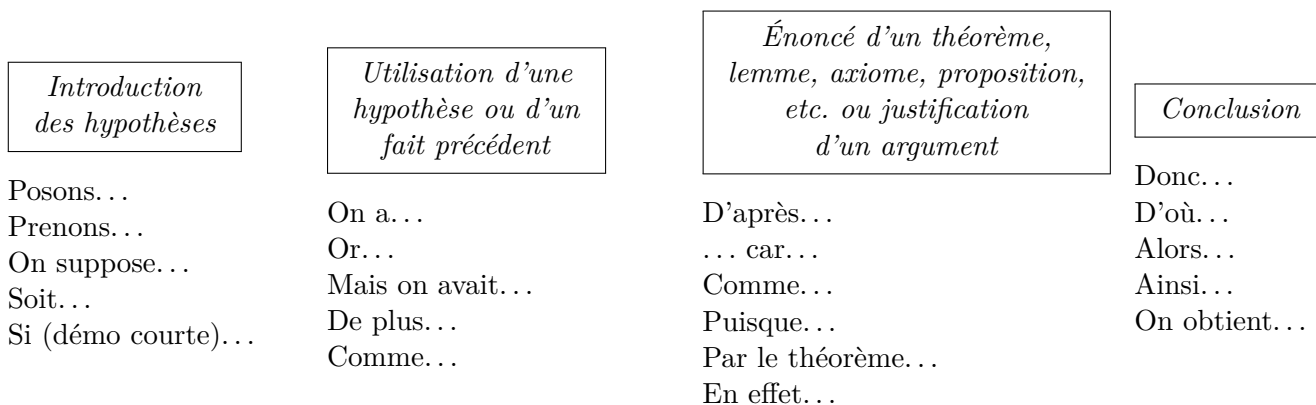 Introduction
des hypothèses
Posons...
Prenons...
On suppose...
Soit...
Si (démo courte)...
Utilisation d'une
hypothèse ou d'un
fait précédent
On a...
Or...
Mais on avait...
De plus...
Comme...
Énoncé d'un théorème,
lemme, axiome, proposition,
etc. ou justification
d'un argument
D'après...
... car...
Comme...
Puisque...
Par le théorème...
En effet...
Conclusion
Donc...
D'où...
Alors...
Ainsi...
On obtient...